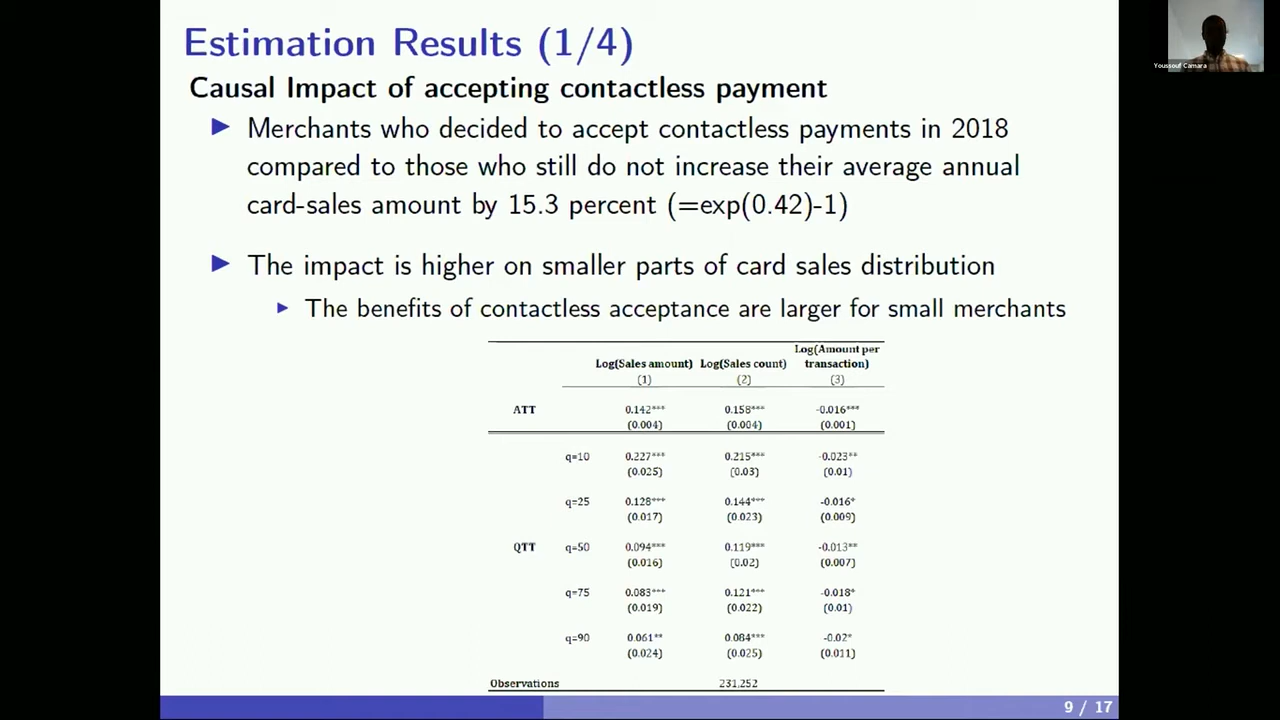 Estimation Results (1/4)
Youssouf Camara
Causal Impact of accepting contactless payment
Merchants who decided to accept contactless payments in 2018
compared to those who still do not increase their average annual
card-sales amount by 15.3 percent (=exp(0.42)-1)
The impact is higher on smaller parts of card sales distribution
The benefits of contactless acceptance are larger for small merchants
Log(Amount per
Log(Sales amount) Log(Sales count) transaction)
(1) (2) (3)
ATT 0.142*** 0.158*** -0.016***
(0.004) (0.004) (0.001)
q=10 0.227*** 0.215*** -0.023**
(0.025) (0.03) (0.01)
q=25 0.128*** 0.144*** -0.016*
(0.017) (0.023) (0.009)
QTT q=50 0.094*** 0.119*** -0.013**
(0.016) (0.02) (0.007)
q=75 0.083*** 0.121*** -0.018*
(0.019) (0.022) (0.01)
q=90 0.061** 0.084*** -0.02*
(0.024) (0.025) (0.011)
Observations 231,252
9 / 17